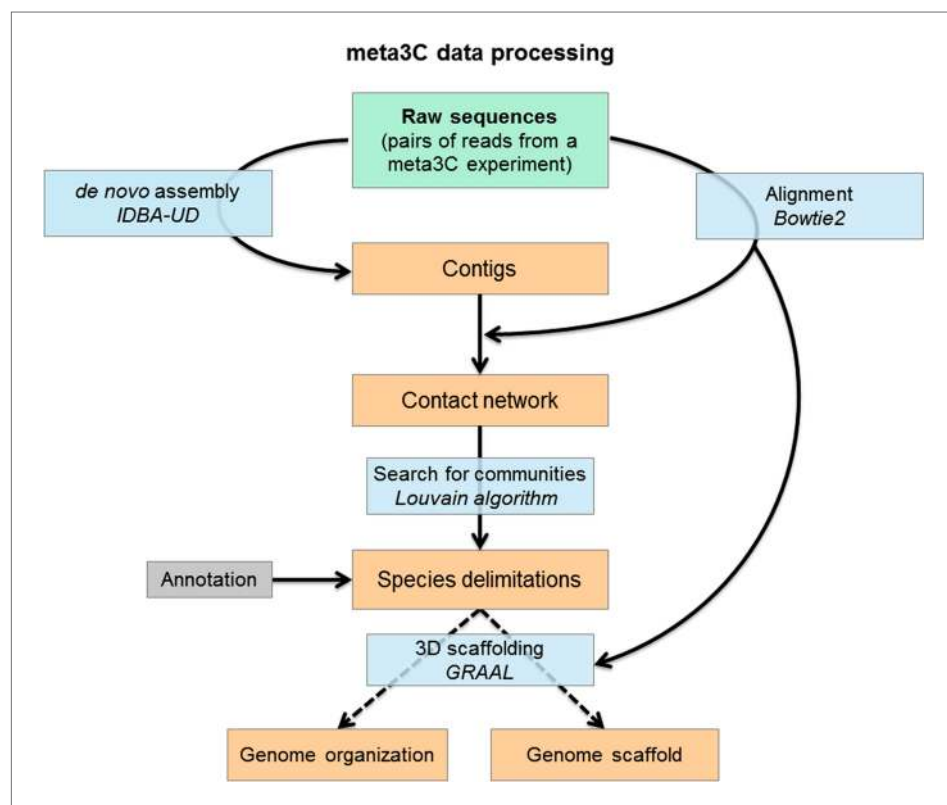 meta3C data processing
Raw sequences
(pairs of reads from a
meta3C experiment)
de novo assembly
IDBA-UD
Alignment
Bowtie2
Contigs
Contact network
Search for communities
Louvain algorithm
Annotation
Species delimitations
3D scaffolding
GRAAL
Genome organization
Genome scaffold